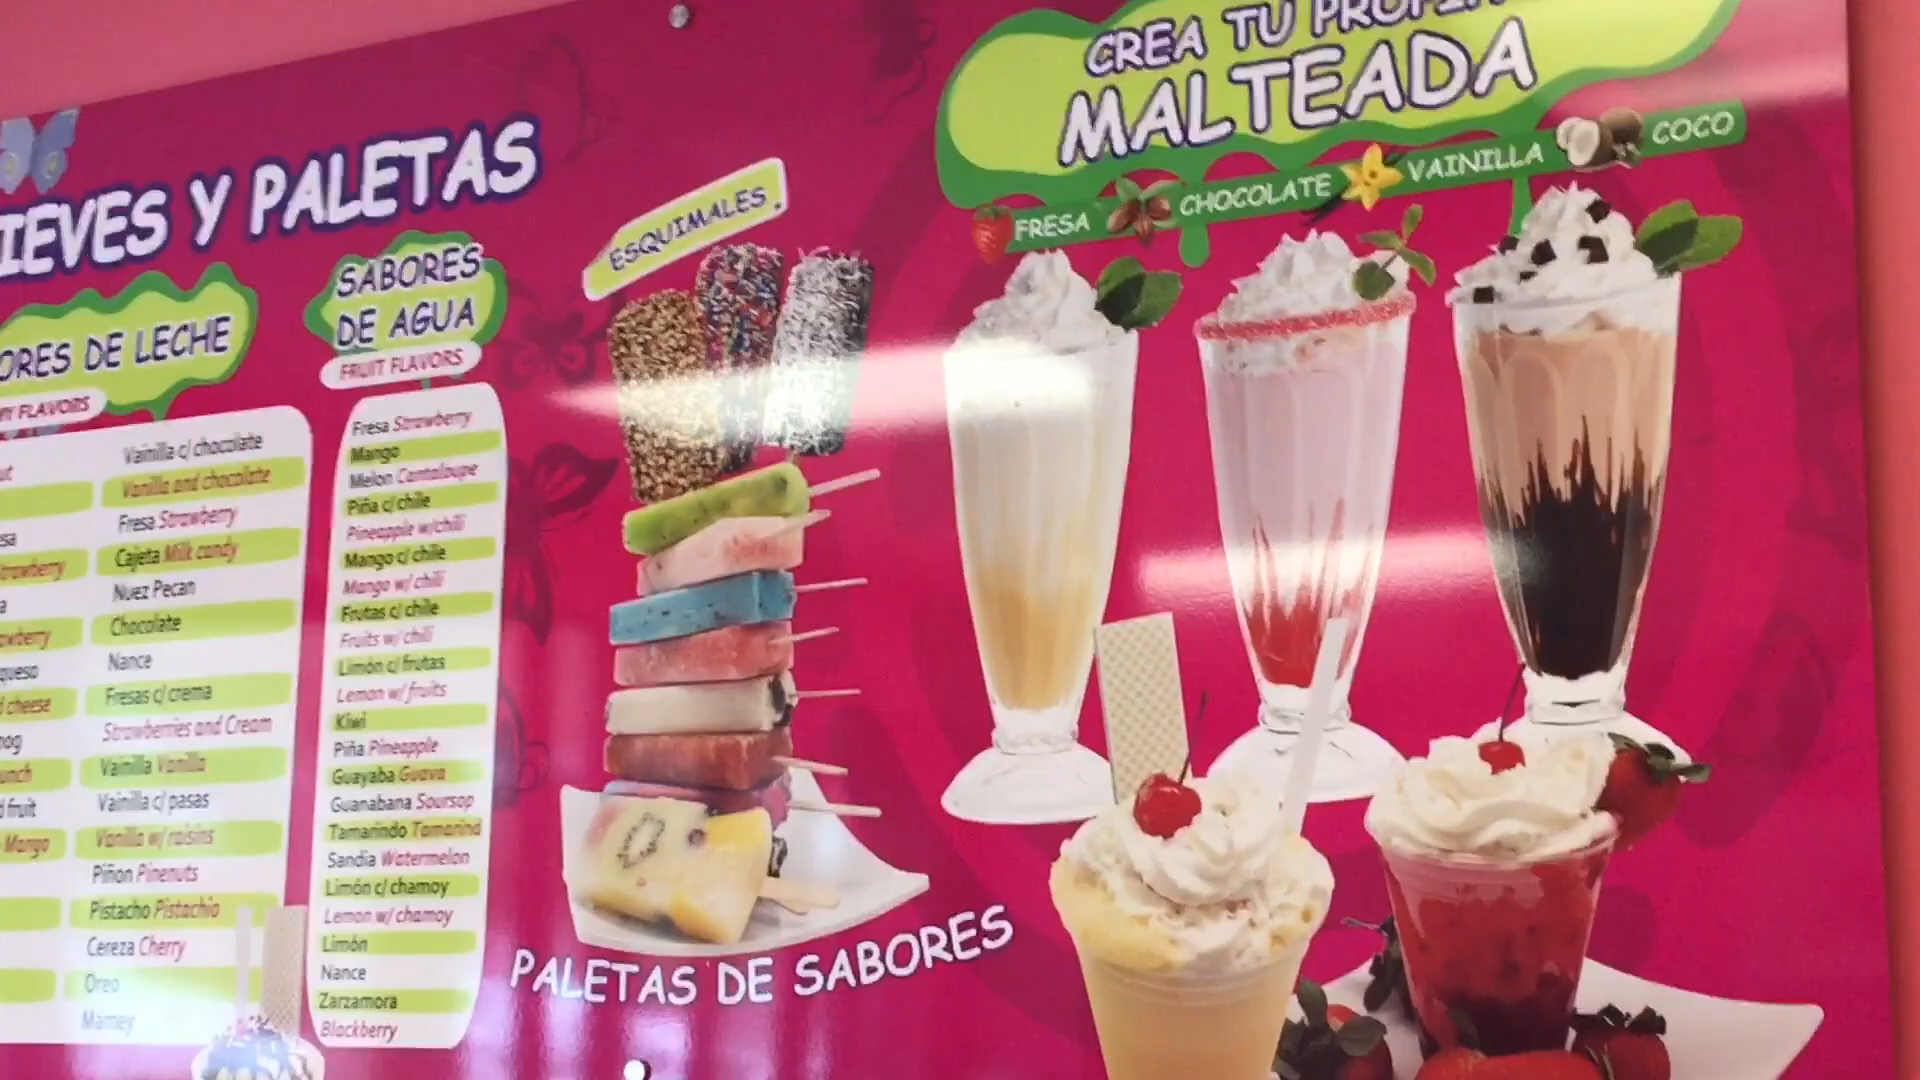 Y PALETAS
DE LECHE
FLAVORS
Vainilla c/ chocolate
Vanilla and chocolate
Fresa Strawberry
Cajeta Milk candy
Nuez Pecan
Chocolate
Nance
Fresas c/ crema
Strawberries and Cream
Vainilla Vanilla
Vainilla c/ pasas
Vanilla w/ raisins
Piñon Pinenuts
Pistacho Pistachio
Cereza Cherry
Oreo
Mamey
cheese
fruit
Mango
SABORES
DE AGUA
FRUIT FLAVORS
Fresa Strawberry
Mango
Melon Cantaloupe
Piña c/ chile
Pineapple w/chili
Mango c/ chile
Mango w/ chili
Frutas c/ chile
Fruits w/ chili
Limón c/ frutas
Lemon w/ fruits
Kiwi
Piña Pineapple
Guayaba Guava
Guanabana Soursop
Tamarindo Tamarind
Sandia Watermelon
Limón c/ chamoy
Lemon w/ chamoy
Limón
Nance
Zarzamora
Blackberry
ESQUIMALES.
PALETAS DE SABORES
CREA TU PROPIA
MALTEADA
FRESA CHOCOLATE VAINILLA COCO